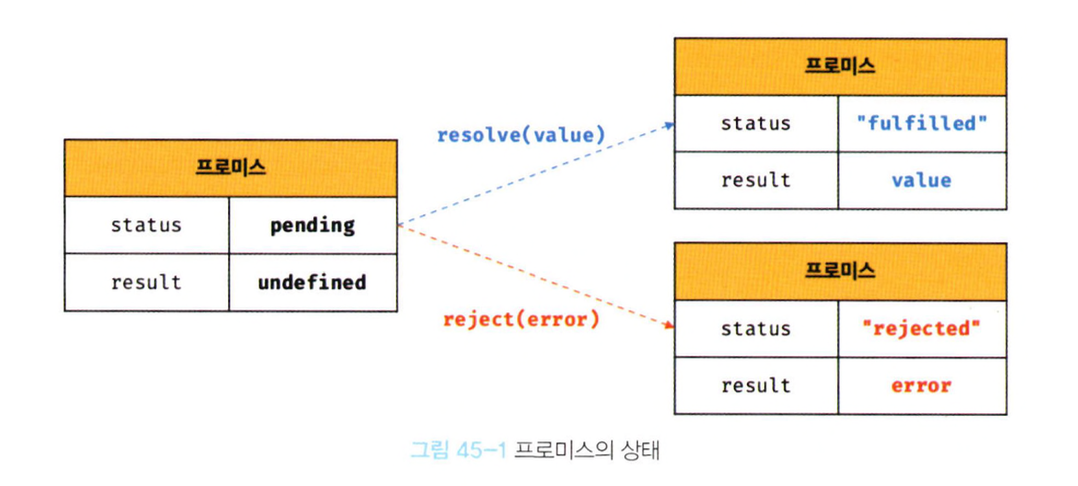 프로미스
status pending
result undefined
resolve(value)
reject(error)
프로미스
status "fulfilled"
result value
프로미스
status "rejected"
result error
그림 45-1 프로미스의 상태